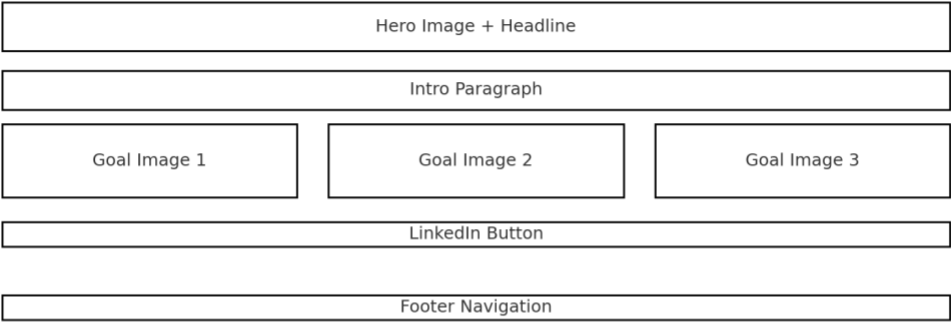 Hero Image + Headline
Intro Paragraph
Goal Image 1
Goal Image 2
Goal Image 3
LinkedIn Button
Footer Navigation